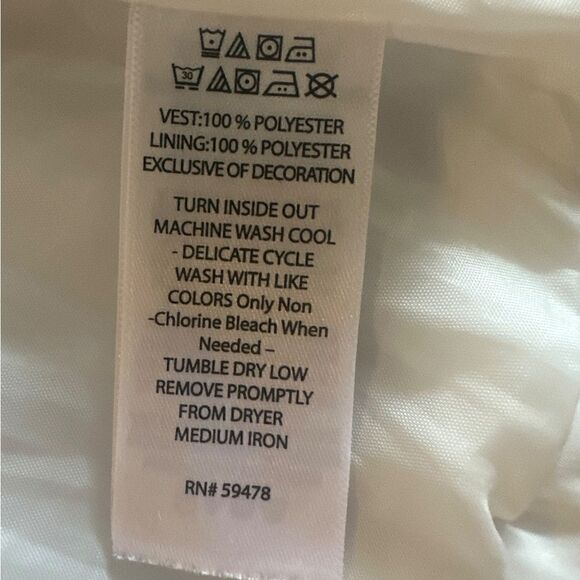 30
VEST:100 % POLYESTER
LINING:100 % POLYESTER
EXCLUSIVE OF DECORATION
TURN INSIDE OUT
MACHINE WASH COOL
- DELICATE CYCLE
WASH WITH LIKE
COLORS Only Non
-Chlorine Bleach When
Needed –
TUMBLE DRY LOW
REMOVE PROMPTLY
FROM DRYER
MEDIUM IRON
RN# 59478